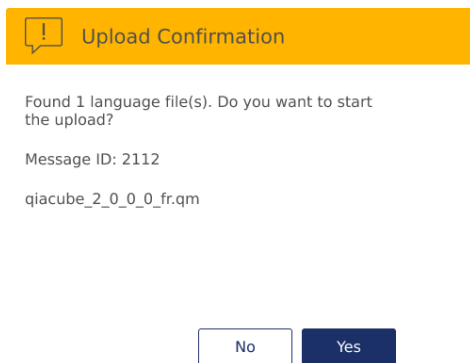 !
Upload Confirmation
Found 1 language file(s). Do you want to start
the upload?
Message ID: 2112
qiacube_2_0_0_0_fr.qm
No
Yes